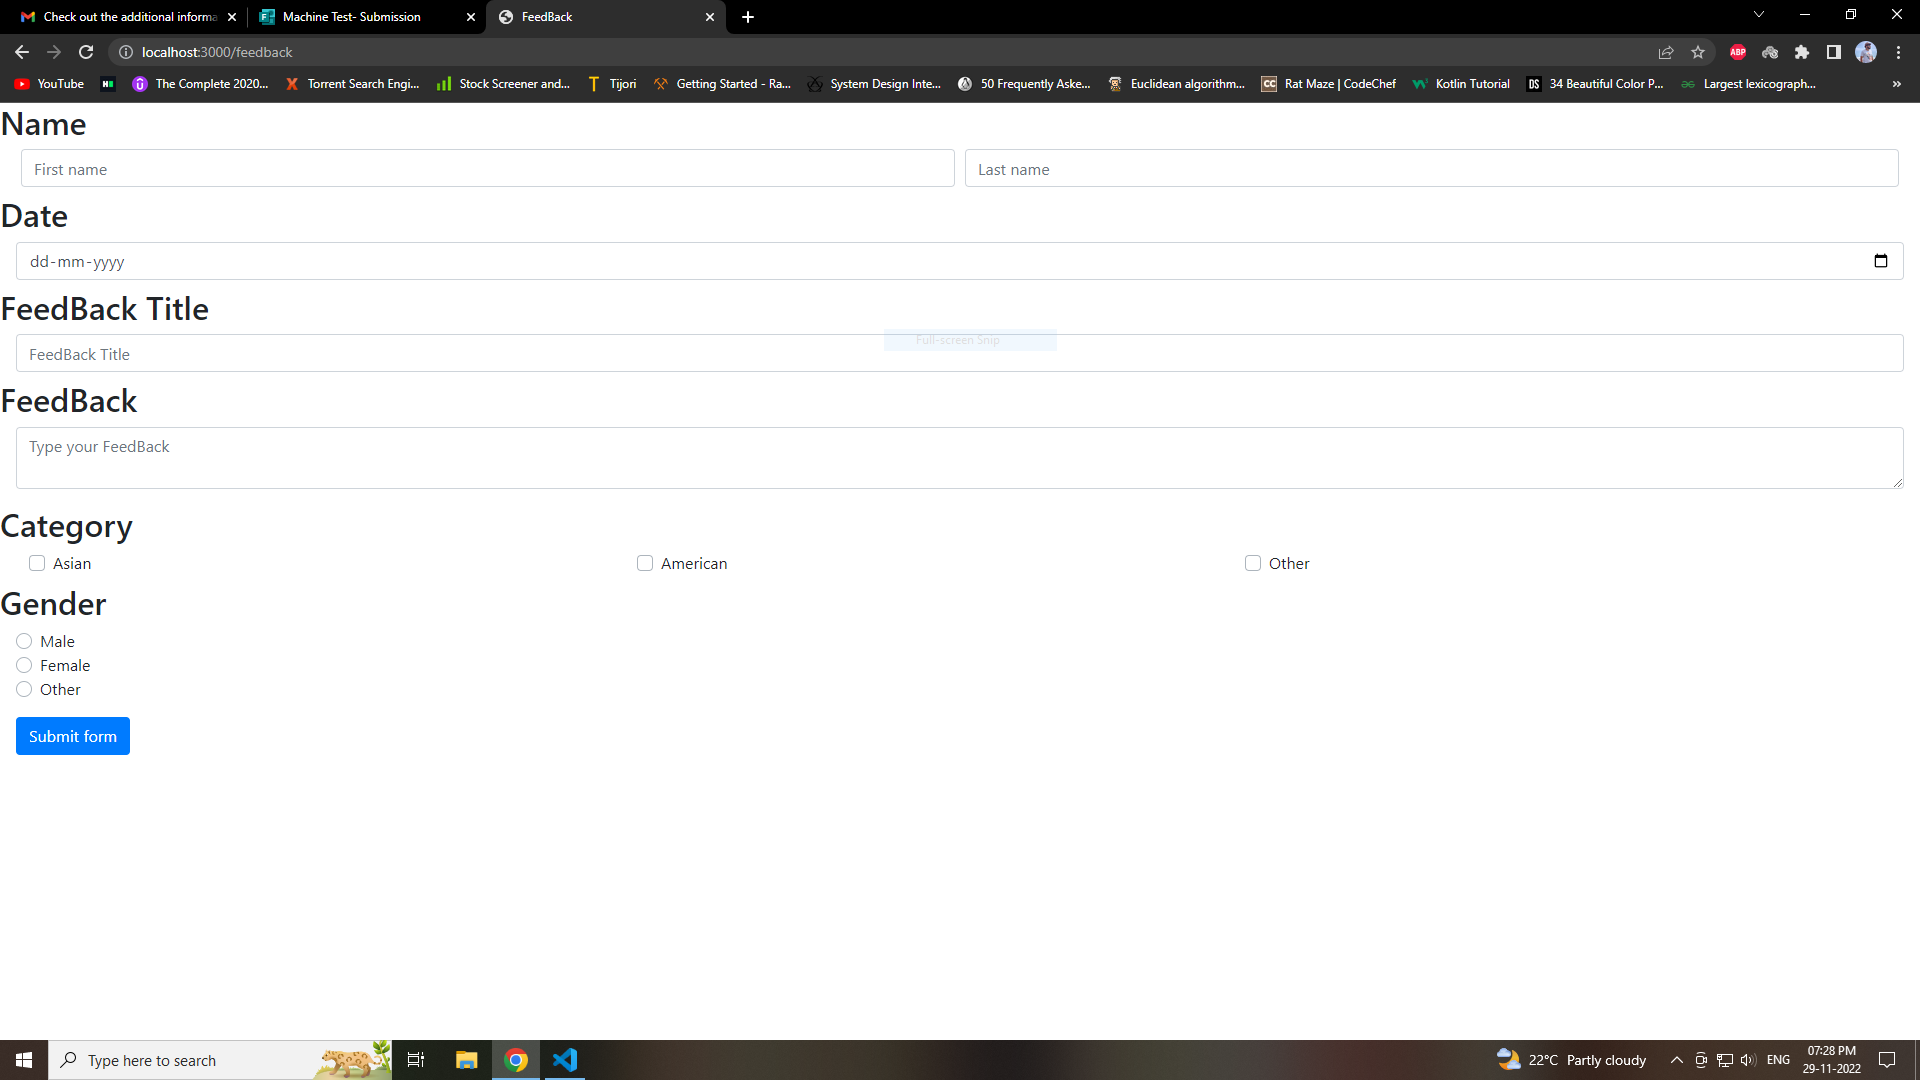 Check out the additional informa
Machine Test- Submission
FeedBack
localhost:3000/feedback
ABP
YouTube
The Complete 2020...
Torrent Search Engi...
Stock Screener and...
Tijori
Getting Started - Ra...
System Design Inte...
50 Frequently Aske...
Euclidean algorithm...
CC
Rat Maze | CodeChef
Kotlin Tutorial
DS
34 Beautiful Color P...
Largest lexicograph...
»
Name
First name
Last name
Date
dd-mm-yyyy
FeedBack Title
Full-screen Snip
FeedBack Title
FeedBack
Type your FeedBack
Category
Asian
American
Other
Gender
Male
Female
Other
Submit form
Type here to search
22°C Partly cloudy
ENG
07:28 PM
29-11-2022